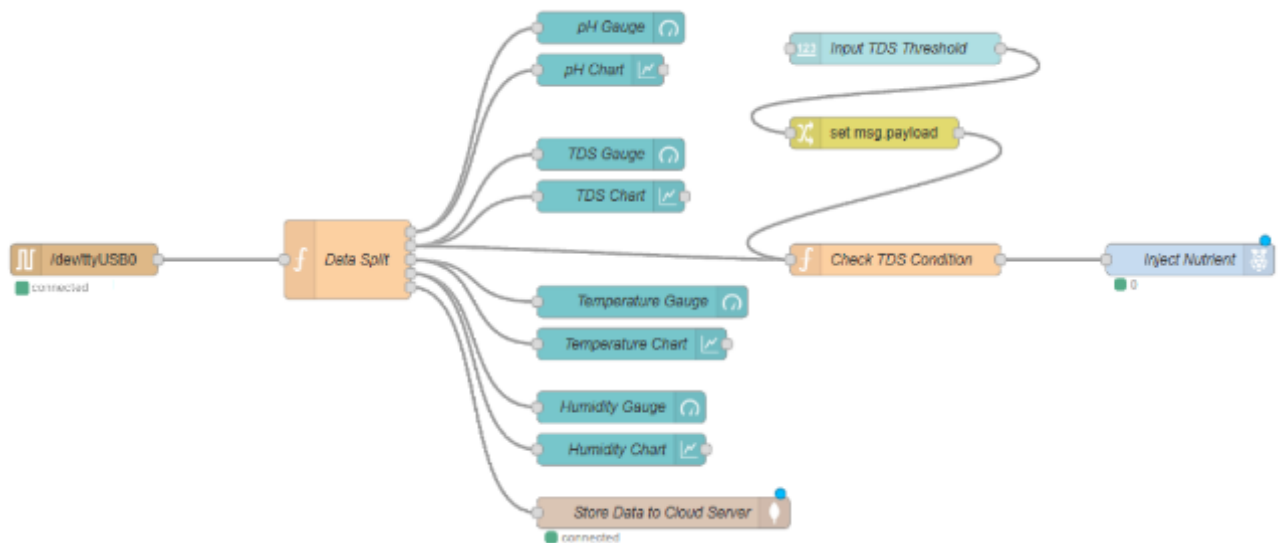 pH Gauge
pH Chart
123 Input TDS Threshold
set msg.payload
TDS Gauge
TDS Chart
/dev/ttyUSB0
connected
f Data Split
f Check TDS Condition
Inject Nutrient
0
Temperature Gauge
Temperature Chart
Humidity Gauge
Humidity Chart
Store Data to Cloud Server
connected